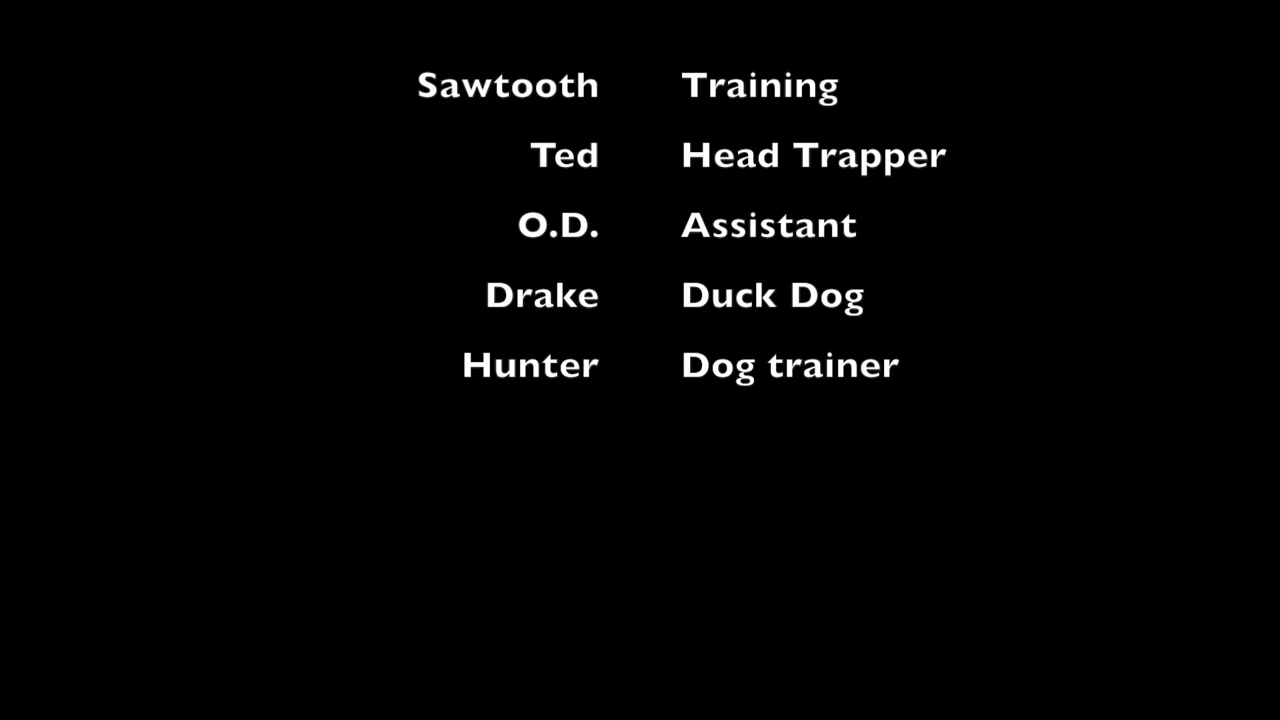 Sawtooth Training
Ted Head Trapper
O.D. Assistant
Drake Duck Dog
Hunter Dog trainer